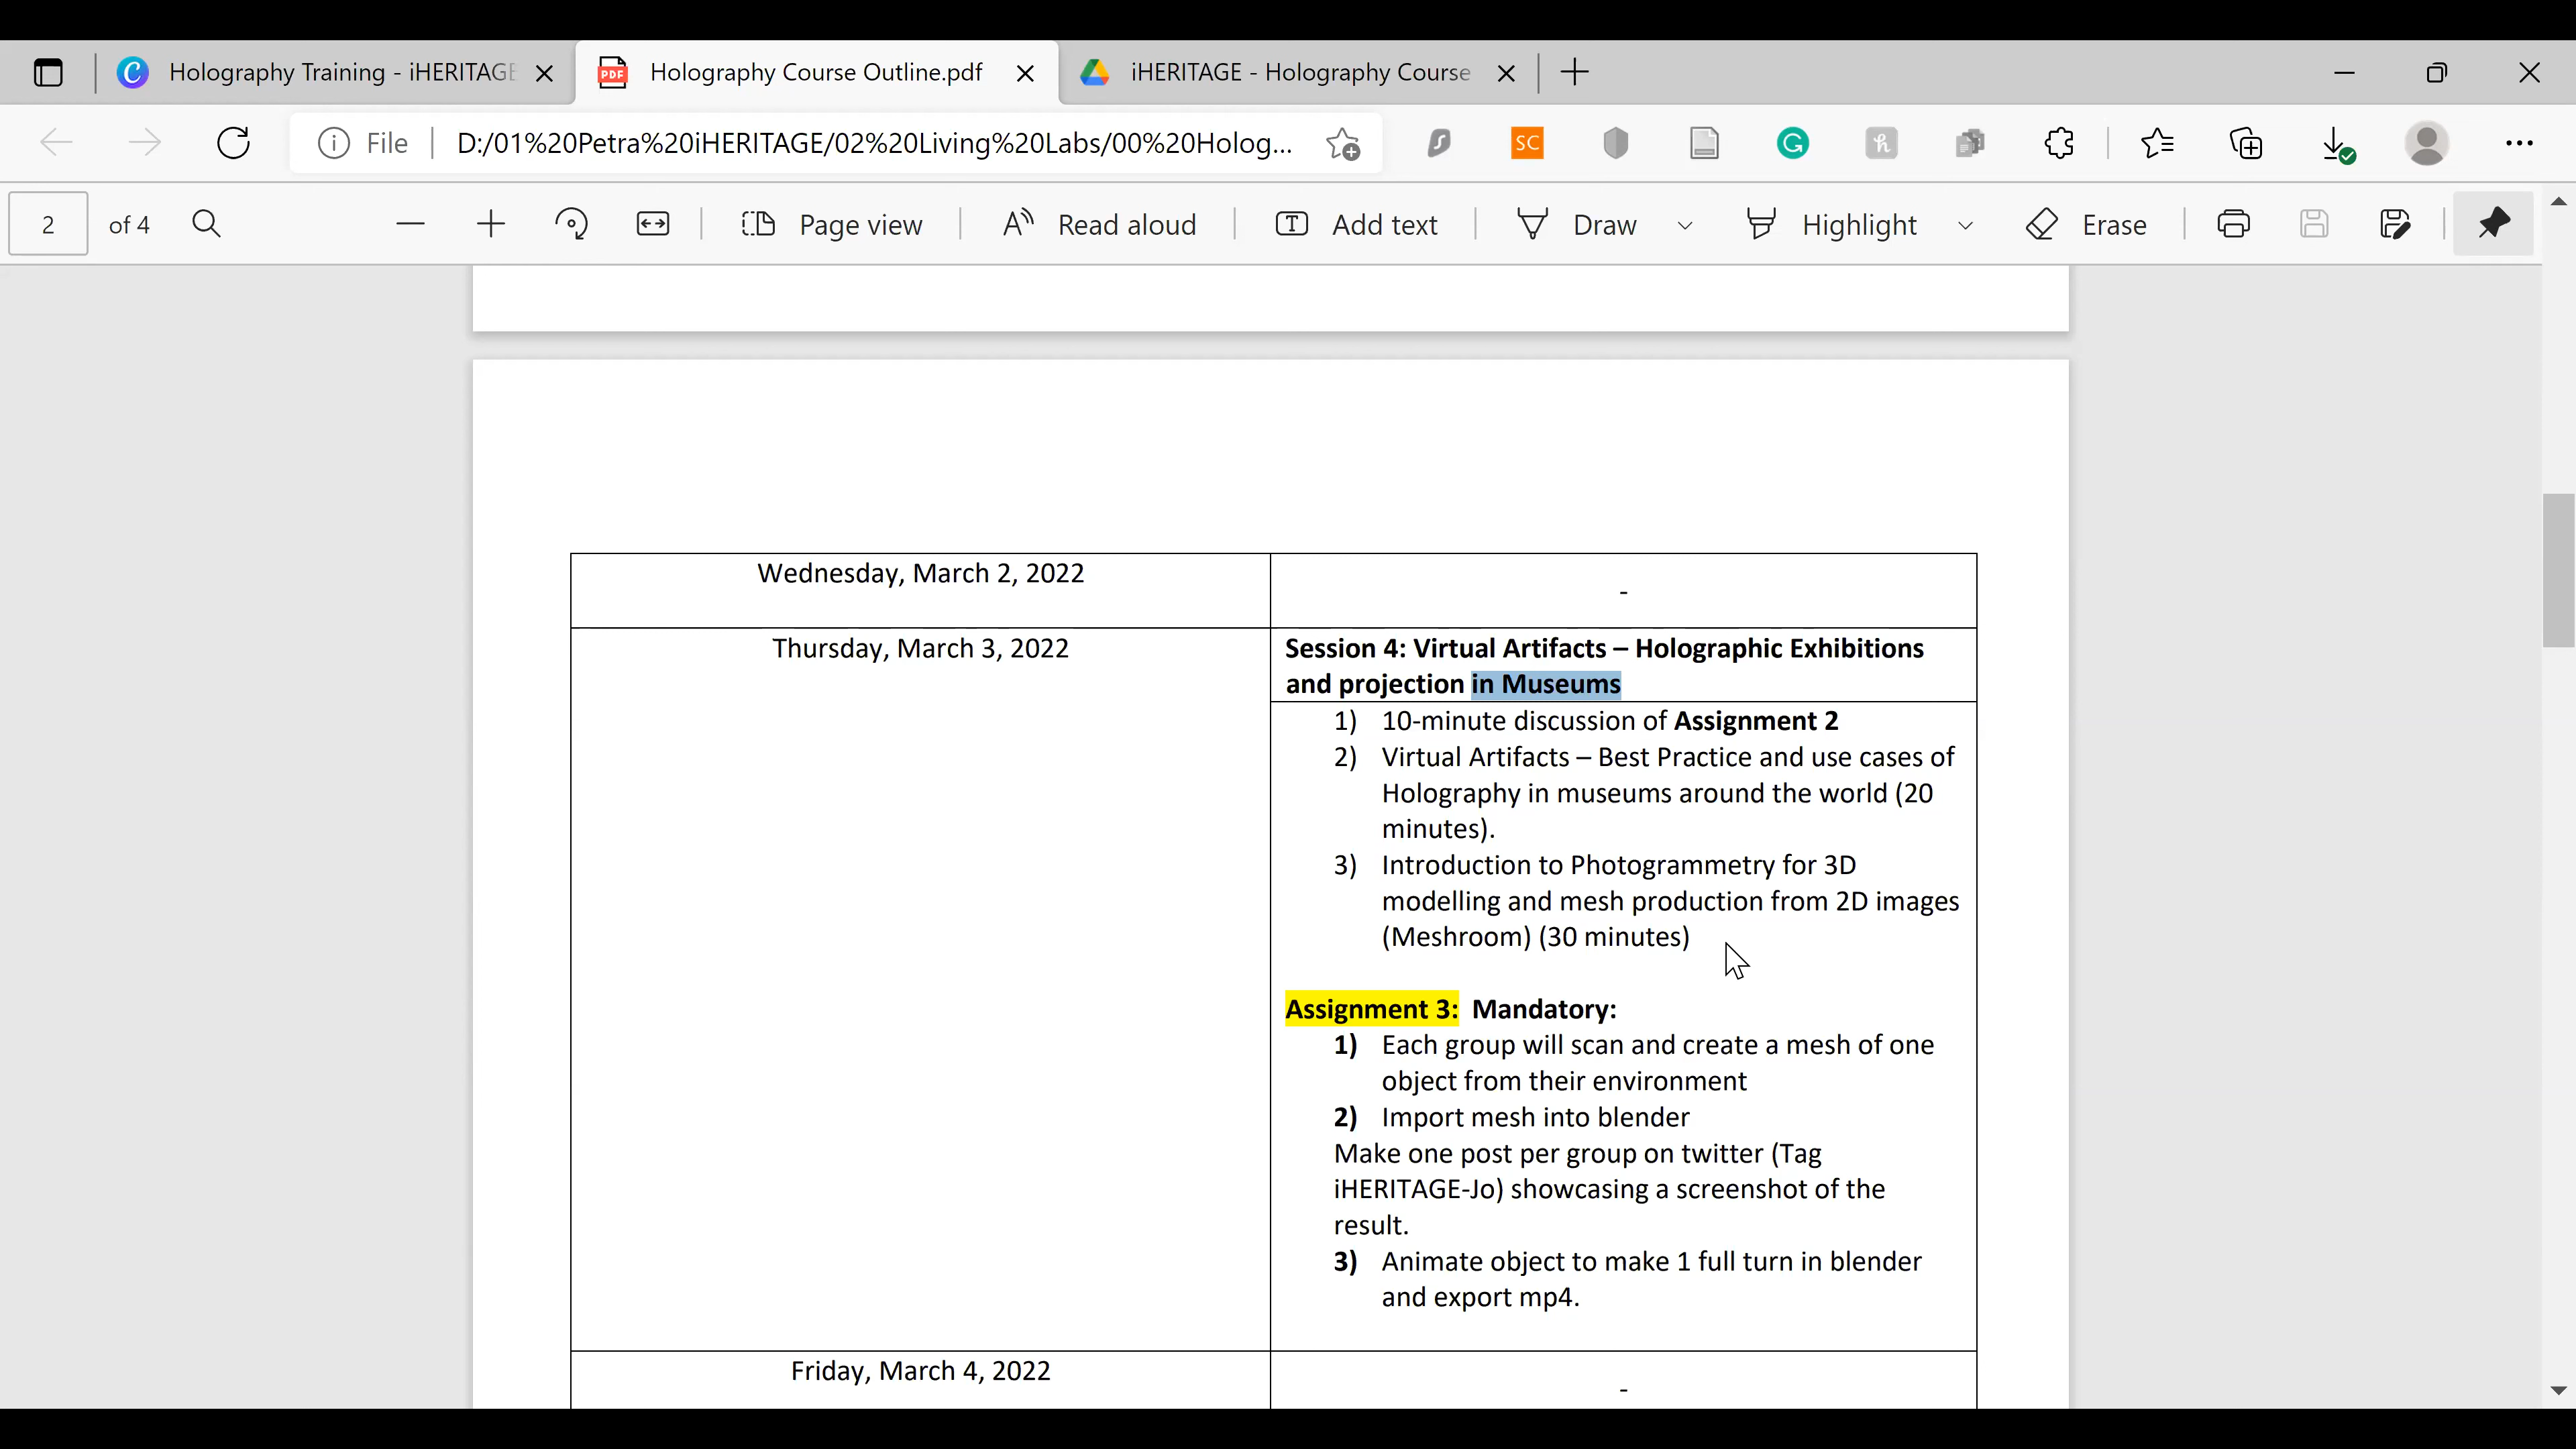 Holography Training - iHERITAGE
Holography Course Outline.pdf
iHERITAGE - Holography Course
File
D:/01%20Petra%20iHERITAGE/02%20Living%20Labs/00%20Holog...
SC
2 of 4
Page view
Read aloud
Add text
Draw
Highlight
Erase
Wednesday, March 2, 2022
-
Thursday, March 3, 2022
Session 4: Virtual Artifacts – Holographic Exhibitions
and projection in Museums
1) 10-minute discussion of Assignment 2
2) Virtual Artifacts – Best Practice and use cases of
Holography in museums around the world (20
minutes).
3) Introduction to Photogrammetry for 3D
modelling and mesh production from 2D images
(Meshroom) (30 minutes)
Assignment 3: Mandatory:
1) Each group will scan and create a mesh of one
object from their environment
2) Import mesh into blender
Make one post per group on twitter (Tag
iHERITAGE-Jo) showcasing a screenshot of the
result.
3) Animate object to make 1 full turn in blender
and export mp4.
Friday, March 4, 2022
-